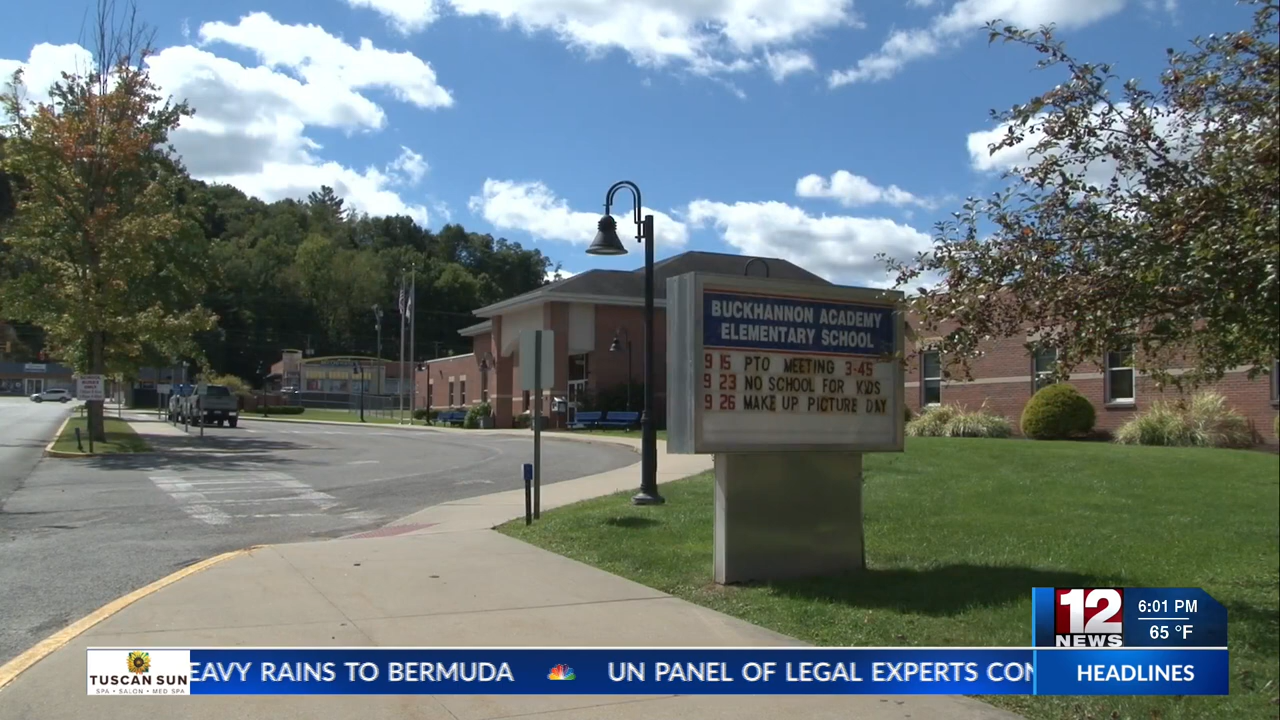 BUCKHANNON ACADEMY
ELEMENTARY SCHOOL
9 15 PTO MEETING 3-45
9 23 NO SCHOOL FOR KIDS
9 26 MAKE UP PICTURE DAY
12
NEWS
6:01 PM
65 °F
TUSCAN SUN
SPA • SALON • MED SPA
EAVY RAINS TO BERMUDA UN PANEL OF LEGAL EXPERTS CON
HEADLINES